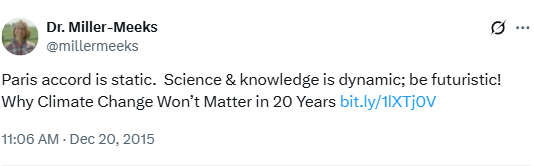 Dr. Miller-Meeks
@millermeeks
Paris accord is static.  Science & knowledge is dynamic; be futuristic!
Why Climate Change Won’t Matter in 20 Years bit.ly/1lXTj0V
11:06 AM · Dec 20, 2015